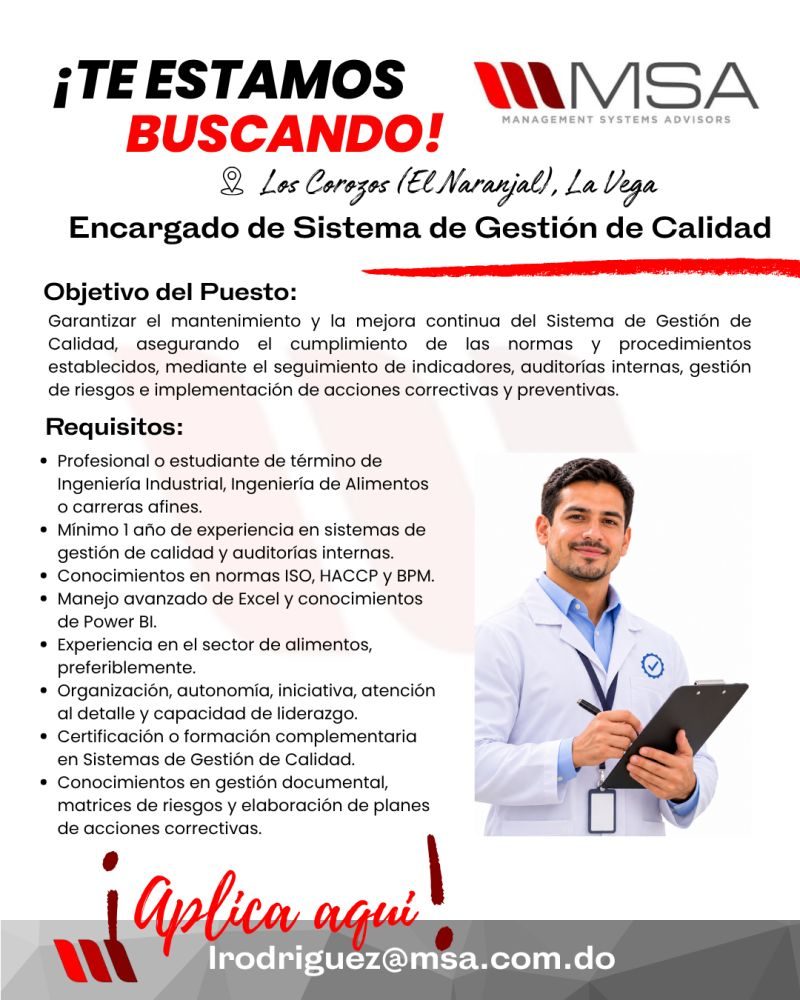 ¡TE ESTAMOS
BUSCANDO!
MSA
MANAGEMENT SYSTEMS ADVISORS
Los Corozos (El Naranjal), La Vega
Encargado de Sistema de Gestión de Calidad
Objetivo del Puesto:
Garantizar el mantenimiento y la mejora continua del Sistema de Gestión de
Calidad, asegurando el cumplimiento de las normas y procedimientos
establecidos, mediante el seguimiento de indicadores, auditorías internas, gestión
de riesgos e implementación de acciones correctivas y preventivas.
Requisitos:
• Profesional o estudiante de término de
Ingeniería Industrial, Ingeniería de Alimentos
o carreras afines.
• Mínimo 1 año de experiencia en sistemas de
gestión de calidad y auditorías internas.
• Conocimientos en normas ISO, HACCP y BPM.
• Manejo avanzado de Excel y conocimientos
de Power BI.
• Experiencia en el sector de alimentos,
preferiblemente.
• Organización, autonomía, iniciativa, atención
al detalle y capacidad de liderazgo.
• Certificación o formación complementaria
en Sistemas de Gestión de Calidad.
• Conocimientos en gestión documental,
matrices de riesgos y elaboración de planes
de acciones correctivas.
¡Aplica aquí!
lrodriguez@msa.com.do